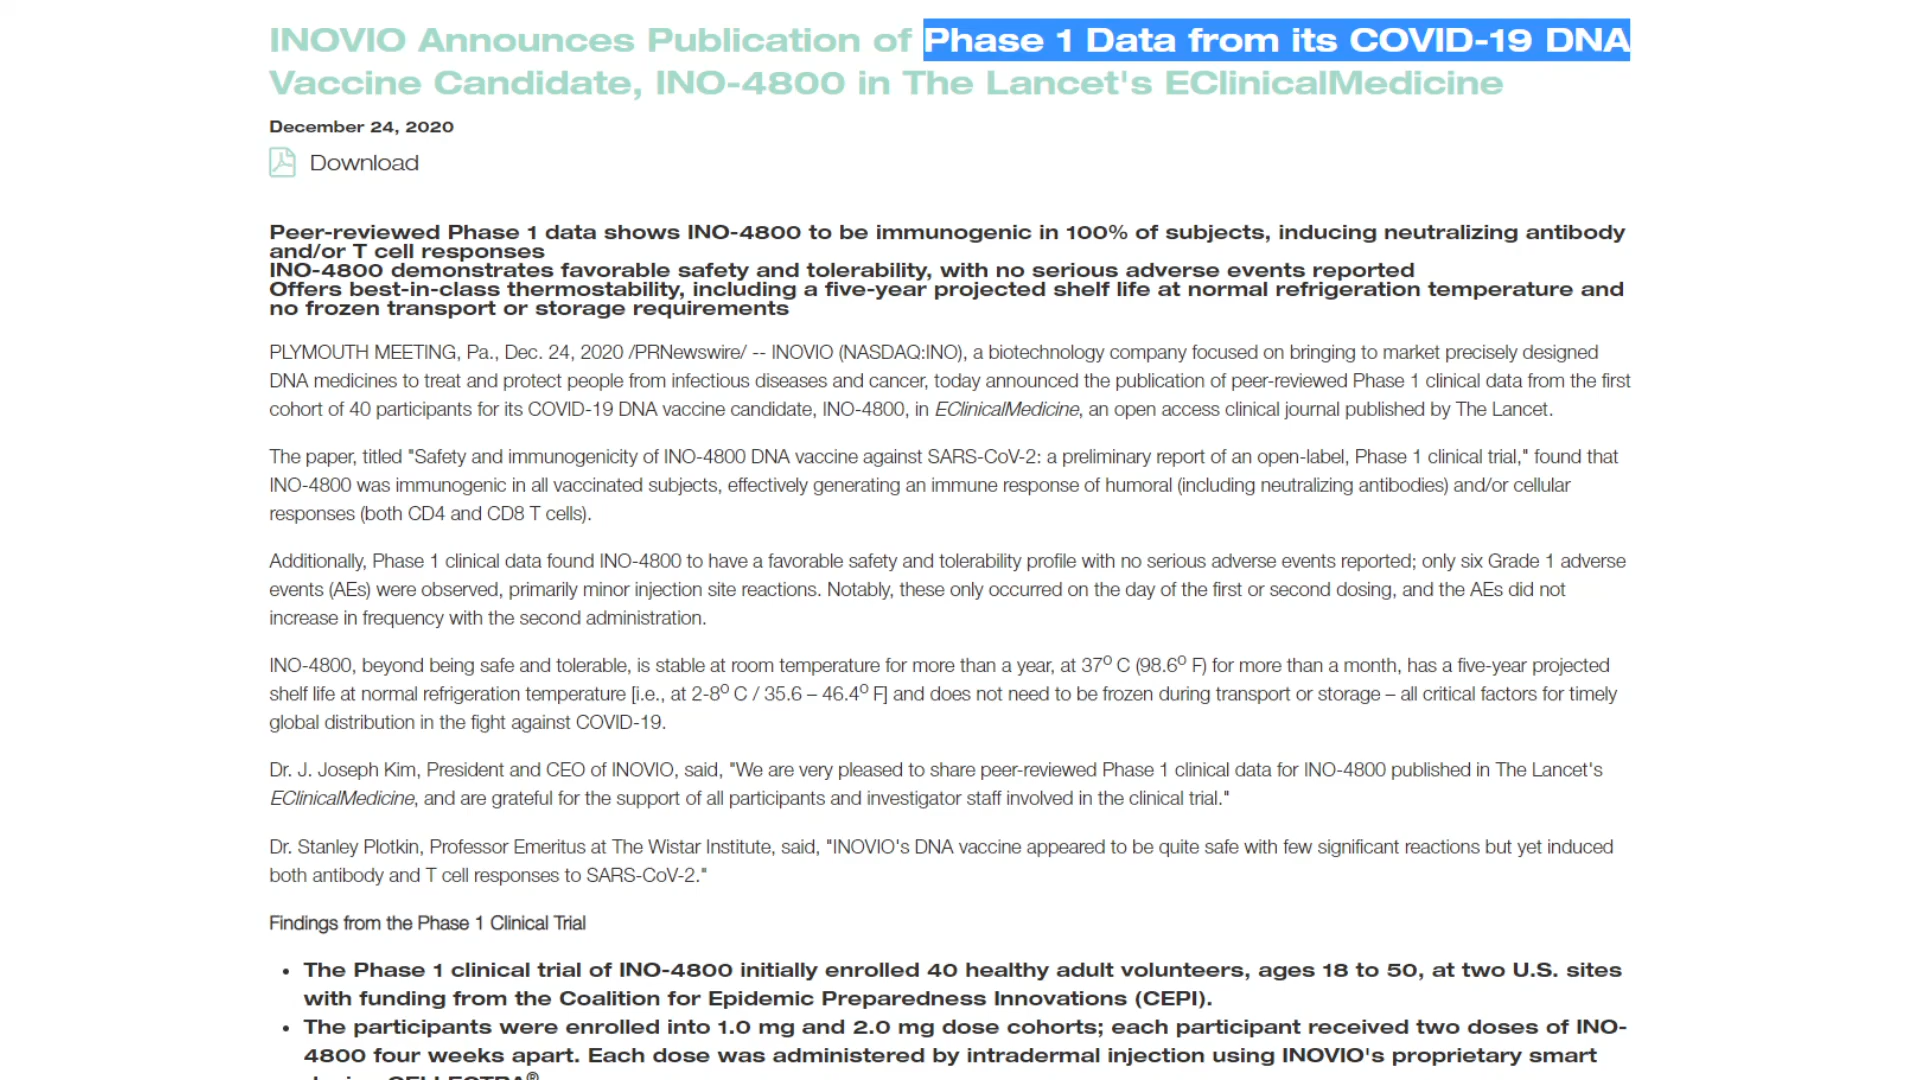 INOVIO Announces Publication of Phase 1 Data from its COVID-19 DNA
Vaccine Candidate, INO-4800 in The Lancet's EClinicalMedicine
December 24, 2020
Download
Peer-reviewed Phase 1 data shows INO-4800 to be immunogenic in 100% of subjects, inducing neutralizing antibody
and/or T cell responses
INO-4800 demonstrates favorable safety and tolerability, with no serious adverse events reported
Offers best-in-class thermostability, including a five-year projected shelf life at normal refrigeration temperature and
no frozen transport or storage requirements
PLYMOUTH MEETING, Pa., Dec. 24, 2020 /PRNewswire/ -- INOVIO (NASDAQ:INO), a biotechnology company focused on bringing to market precisely designed
DNA medicines to treat and protect people from infectious diseases and cancer, today announced the publication of peer-reviewed Phase 1 clinical data from the first
cohort of 40 participants for its COVID-19 DNA vaccine candidate, INO-4800, in EClinicalMedicine, an open access clinical journal published by The Lancet.
The paper, titled "Safety and immunogenicity of INO-4800 DNA vaccine against SARS-CoV-2: a preliminary report of an open-label, Phase 1 clinical trial," found that
INO-4800 was immunogenic in all vaccinated subjects, effectively generating an immune response of humoral (including neutralizing antibodies) and/or cellular
responses (both CD4 and CD8 T cells).
Additionally, Phase 1 clinical data found INO-4800 to have a favorable safety and tolerability profile with no serious adverse events reported; only six Grade 1 adverse
events (AEs) were observed, primarily minor injection site reactions. Notably, these only occurred on the day of the first or second dosing, and the AEs did not
increase in frequency with the second administration.
INO-4800, beyond being safe and tolerable, is stable at room temperature for more than a year, at 37⁰ C (98.6⁰ F) for more than a month, has a five-year projected
shelf life at normal refrigeration temperature [i.e., at 2-8⁰ C / 35.6 – 46.4⁰ F] and does not need to be frozen during transport or storage – all critical factors for timely
global distribution in the fight against COVID-19.
Dr. J. Joseph Kim, President and CEO of INOVIO, said, "We are very pleased to share peer-reviewed Phase 1 clinical data for INO-4800 published in The Lancet's
EClinicalMedicine, and are grateful for the support of all participants and investigator staff involved in the clinical trial."
Dr. Stanley Plotkin, Professor Emeritus at The Wistar Institute, said, "INOVIO's DNA vaccine appeared to be quite safe with few significant reactions but yet induced
both antibody and T cell responses to SARS-CoV-2."
Findings from the Phase 1 Clinical Trial
• The Phase 1 clinical trial of INO-4800 initially enrolled 40 healthy adult volunteers, ages 18 to 50, at two U.S. sites
with funding from the Coalition for Epidemic Preparedness Innovations (CEPI).
• The participants were enrolled into 1.0 mg and 2.0 mg dose cohorts; each participant received two doses of INO-
4800 four weeks apart. Each dose was administered by intradermal injection using INOVIO's proprietary smart